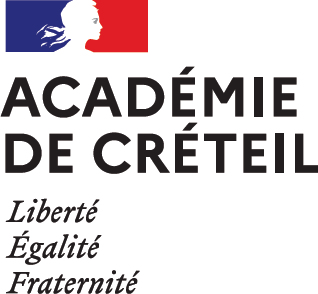 ACADÉMIE
DE CRÉTEIL
Liberté
Égalité
Fraternité